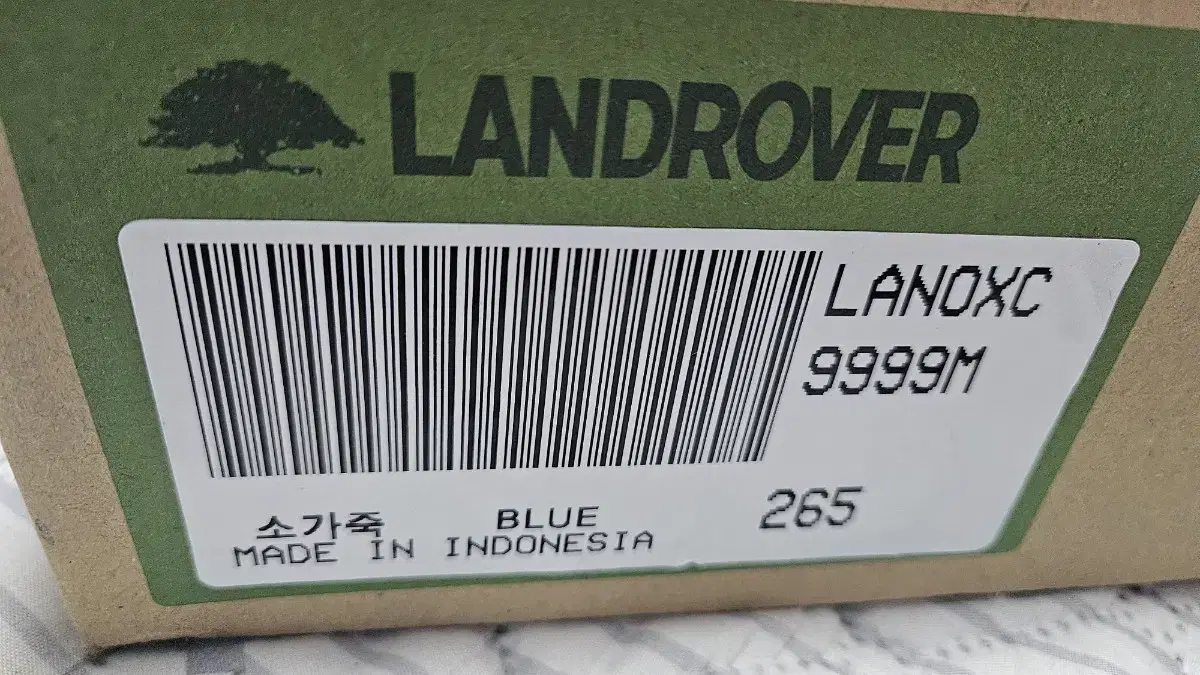 LANDROVER
LANOXC
9999M
소가죽 BLUE 265
MADE IN INDONESIA